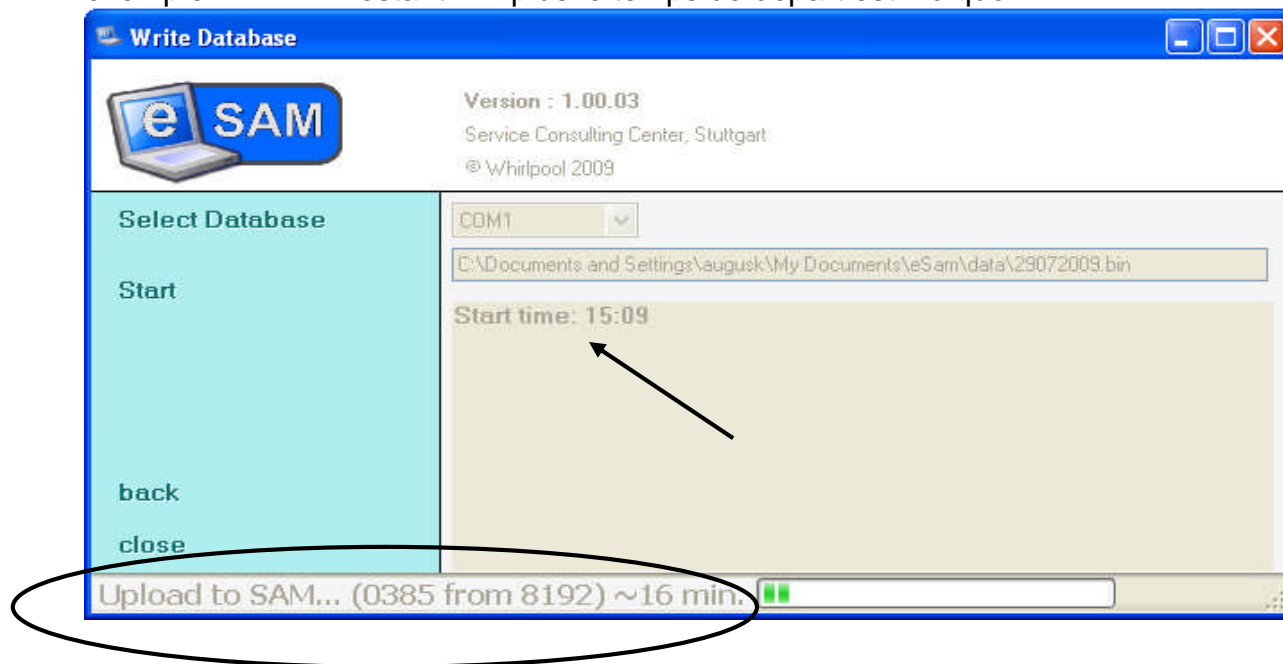 Write Database
e SAM
Version : 1.00.03
Service Consulting Center, Stuttgart
© Whirlpool 2009
Select Database
COM1
C:\Documents and Settings\augusk\My Documents\eSam\data\29072009.bin
Start
Start time: 15:09
back
close
Upload to SAM... (0385 from 8192) ~16 min.